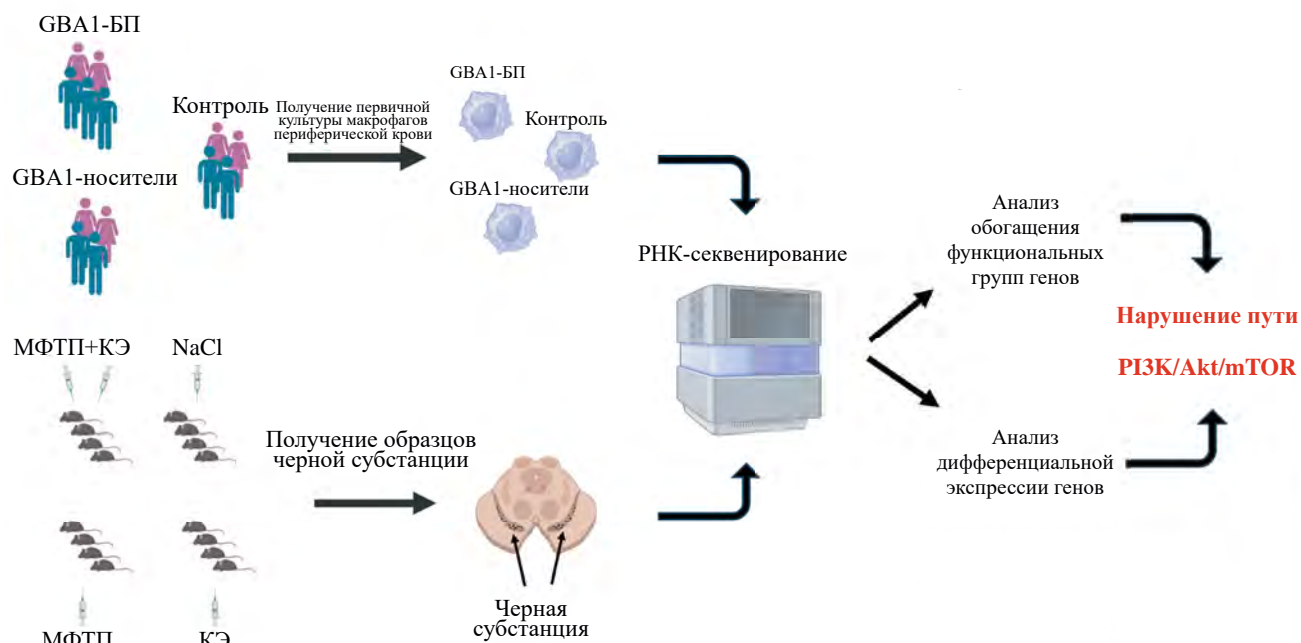 GBA1-БП
Контроль
GBA1-носители
Получение первичной
культуры макрофагов
периферической крови
GBA1-БП
Контроль
GBA1-носители
РНК-секвенирование
Анализ
обогащения
функциональных
групп генов
Нарушение пути
PI3K/Akt/mTOR
Анализ
дифференциальной
экспрессии генов
МФТП+КЭ
NaCl
Получение образцов
черной субстанции
Черная
субстанция
МФТП
КЭ